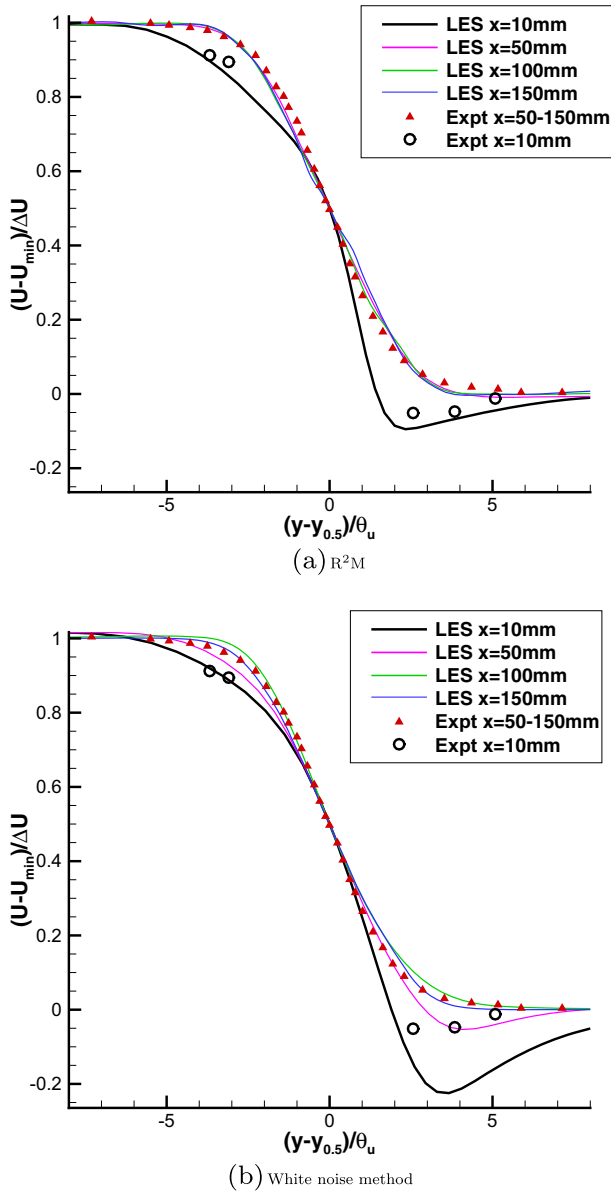 LES x=10mm
LES x=50mm
LES x=100mm
LES x=150mm
Expt x=50-150mm
Expt x=10mm
1
0.8
0.6
0.4
0.2
0
-0.2
(U-U_min)/ΔU
-5 0 5
(y-y_0.5)/θ_u
(a) R²M
LES x=10mm
LES x=50mm
LES x=100mm
LES x=150mm
Expt x=50-150mm
Expt x=10mm
1
0.8
0.6
0.4
0.2
0
-0.2
(U-U_min)/ΔU
-5 0 5
(y-y_0.5)/θ_u
(b) White noise method